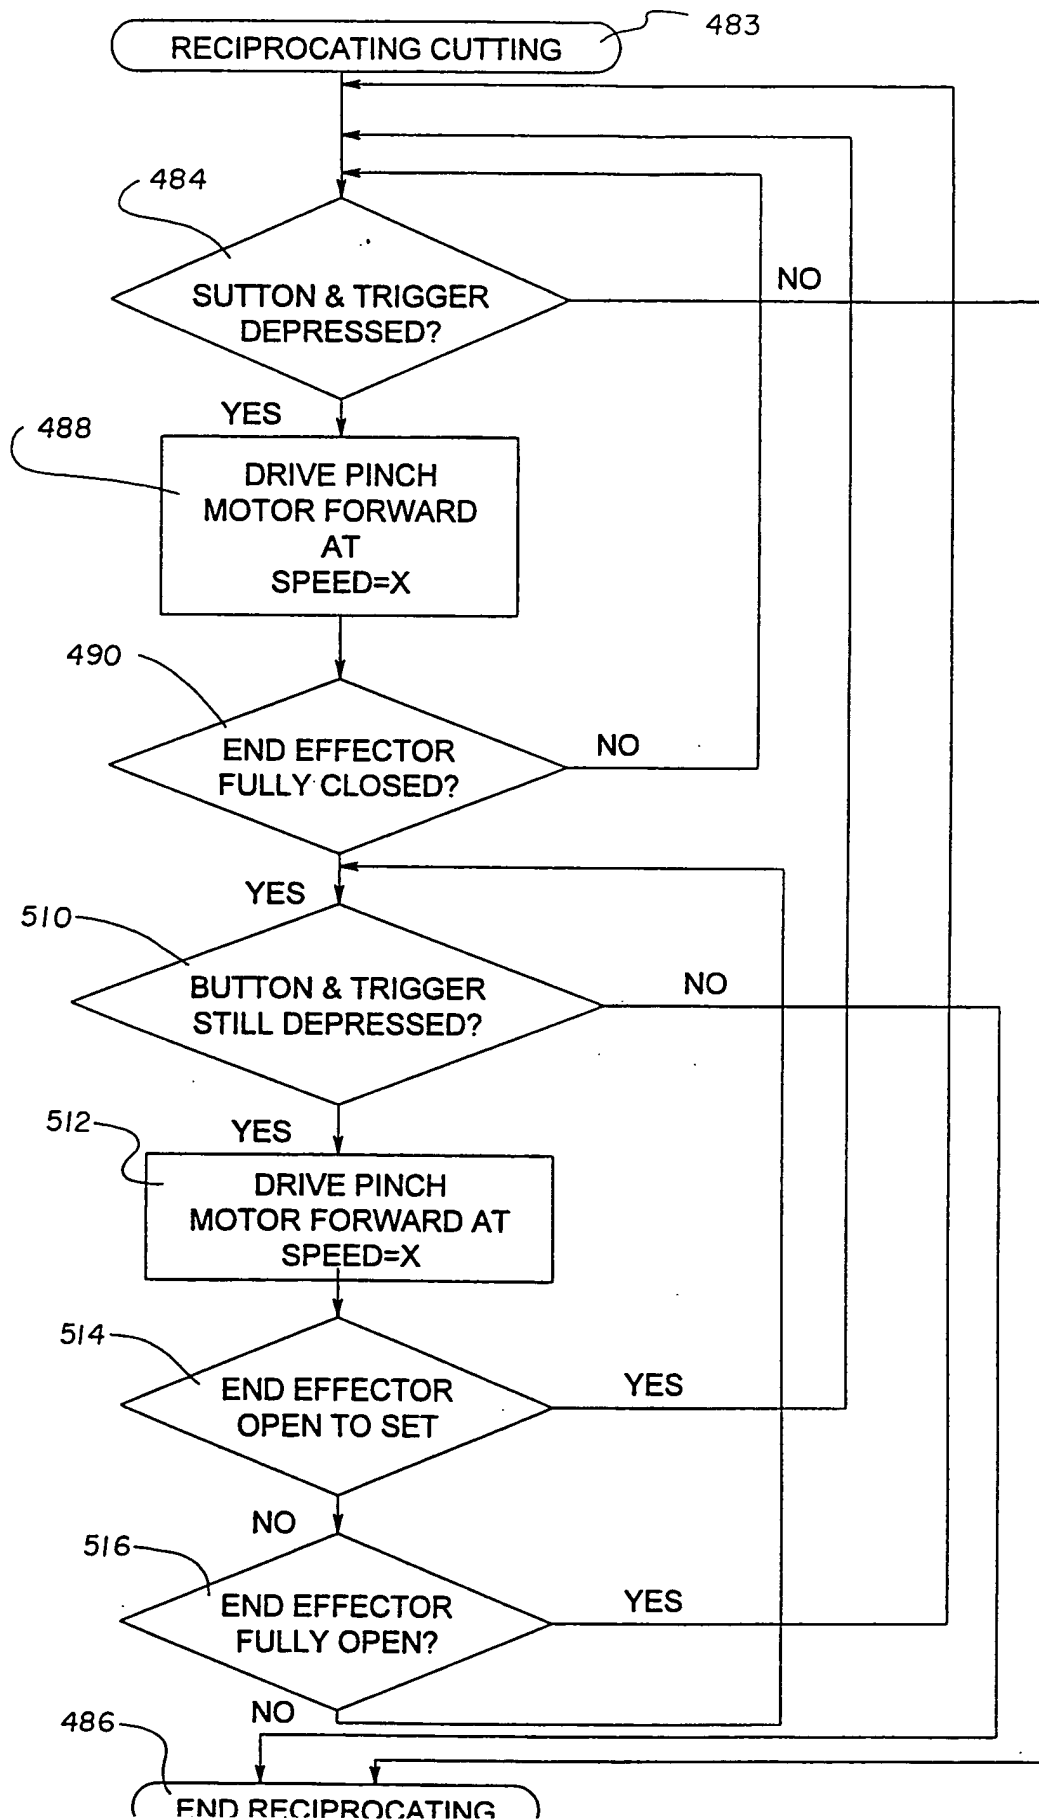 483
RECIPROCATING CUTTING
484
NO
SUTTON & TRIGGER
DEPRESSED?
YES
488
DRIVE PINCH
MOTOR FORWARD
AT
SPEED=X
490
END EFFECTOR
FULLY CLOSED?
NO
YES
510
BUTTON & TRIGGER
STILL DEPRESSED?
NO
YES
512
DRIVE PINCH
MOTOR FORWARD AT
SPEED=X
514
END EFFECTOR
OPEN TO SET
YES
NO
516
END EFFECTOR
FULLY OPEN?
YES
NO
486
END RECIPROCATING